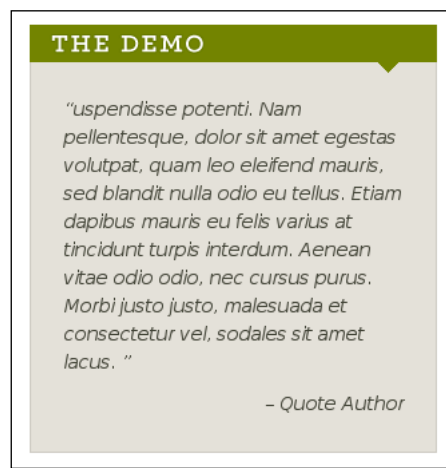 THE DEMO
“uspendisse potenti. Nam
pellentesque, dolor sit amet egestas
volutpat, quam leo eleifend mauris,
sed blandit nulla odio eu tellus. Etiam
dapibus mauris eu felis varius at
tincidunt turpis interdum. Aenean
vitae odio odio, nec cursus purus.
Morbi justo justo, malesuada et
consectetur vel, sodales sit amet
lacus. ”
– Quote Author